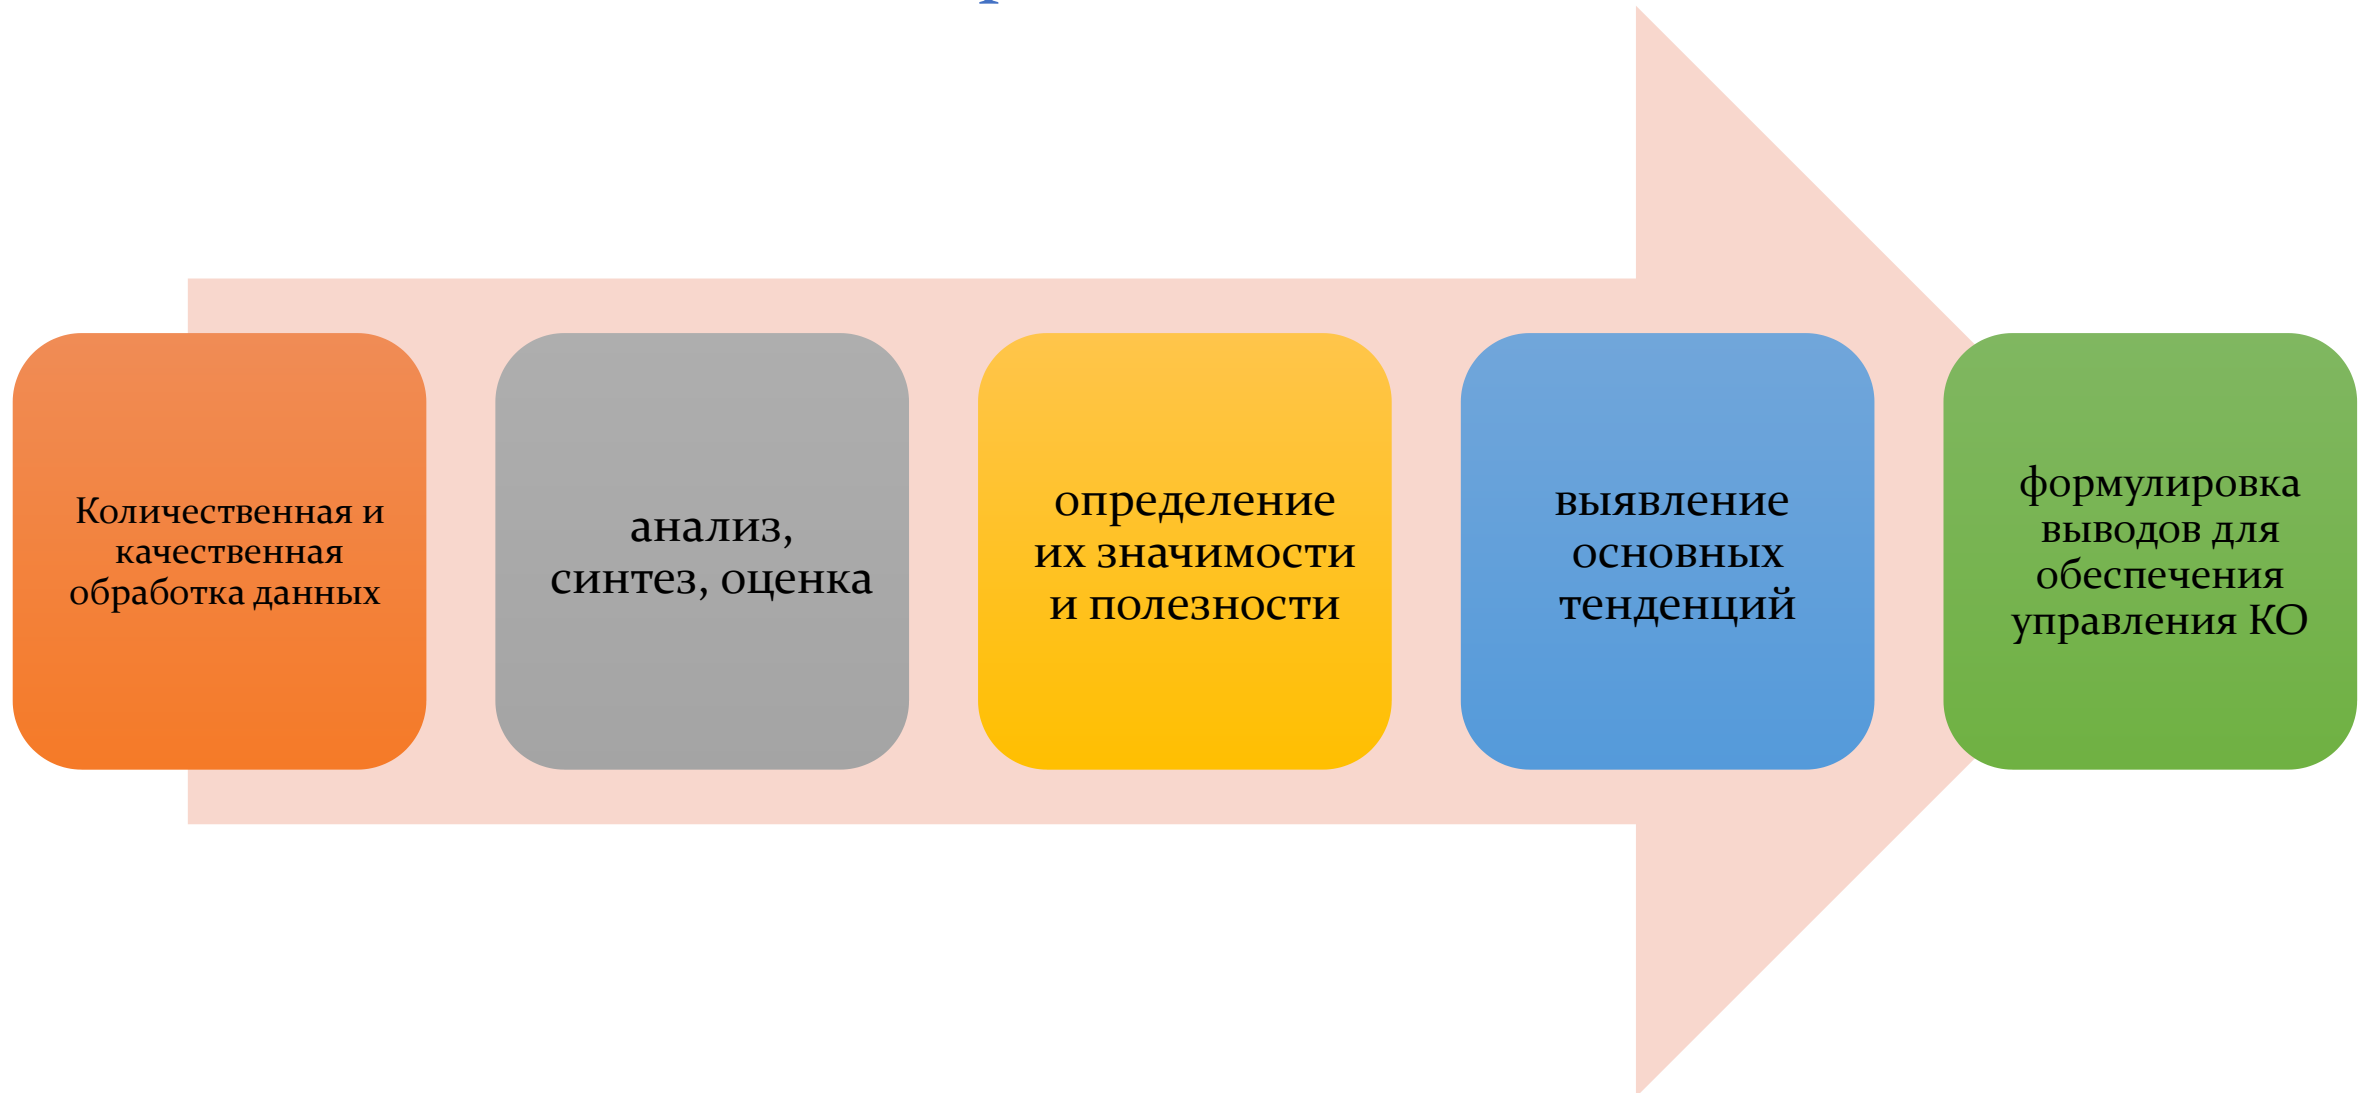 Количественная и
качественная
обработка данных
анализ,
синтез, оценка
определение
их значимости
и полезности
выявление
основных
тенденций
формулировка
выводов для
обеспечения
управления КО